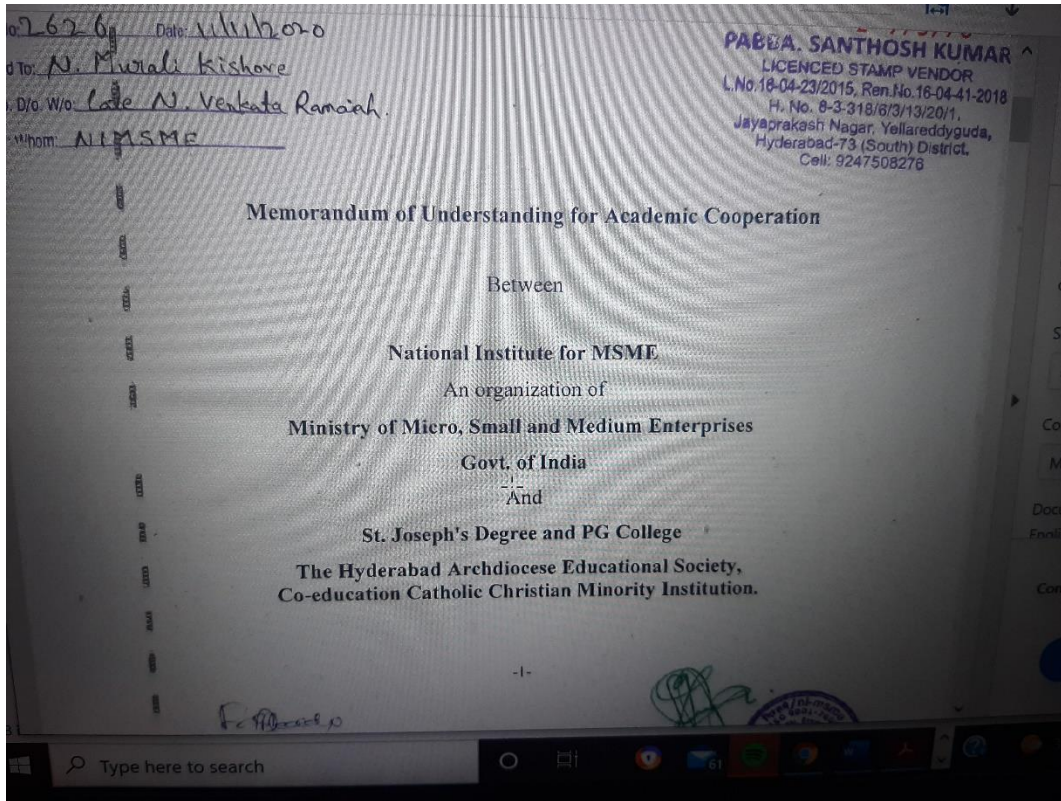 o: 2626 Date: 11/11/2020
d To: N. Murali Kishore
D/o W/o: Late N. Venkata Ramaiah.
Whom: NIMSME
PABBA. SANTHOSH KUMAR
LICENCED STAMP VENDOR
L.No.16-04-23/2015, Ren.No.16-04-41-2018
H. No. 8-3-318/6/3/13/20/1,
Jayaprakash Nagar, Yellareddyguda,
Hyderabad-73 (South) District.
Cell: 9247508276
Memorandum of Understanding for Academic Cooperation
Between
National Institute for MSME
An organization of
Ministry of Micro, Small and Medium Enterprises
Govt. of India
And
St. Joseph's Degree and PG College
The Hyderabad Archdiocese Educational Society,
Co-education Catholic Christian Minority Institution.
-1-
Type here to search
61